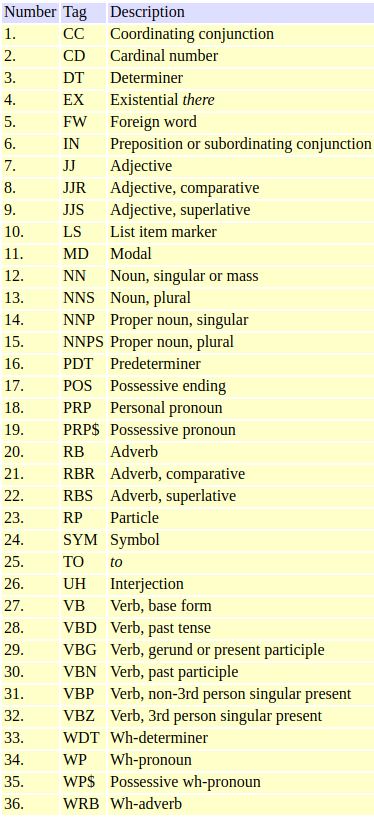 Number Tag Description
1. CC Coordinating conjunction
2. CD Cardinal number
3. DT Determiner
4. EX Existential there
5. FW Foreign word
6. IN Preposition or subordinating conjunction
7. JJ Adjective
8. JJR Adjective, comparative
9. JJS Adjective, superlative
10. LS List item marker
11. MD Modal
12. NN Noun, singular or mass
13. NNS Noun, plural
14. NNP Proper noun, singular
15. NNPS Proper noun, plural
16. PDT Predeterminer
17. POS Possessive ending
18. PRP Personal pronoun
19. PRP$ Possessive pronoun
20. RB Adverb
21. RBR Adverb, comparative
22. RBS Adverb, superlative
23. RP Particle
24. SYM Symbol
25. TO to
26. UH Interjection
27. VB Verb, base form
28. VBD Verb, past tense
29. VBG Verb, gerund or present participle
30. VBN Verb, past participle
31. VBP Verb, non-3rd person singular present
32. VBZ Verb, 3rd person singular present
33. WDT Wh-determiner
34. WP Wh-pronoun
35. WP$ Possessive wh-pronoun
36. WRB Wh-adverb